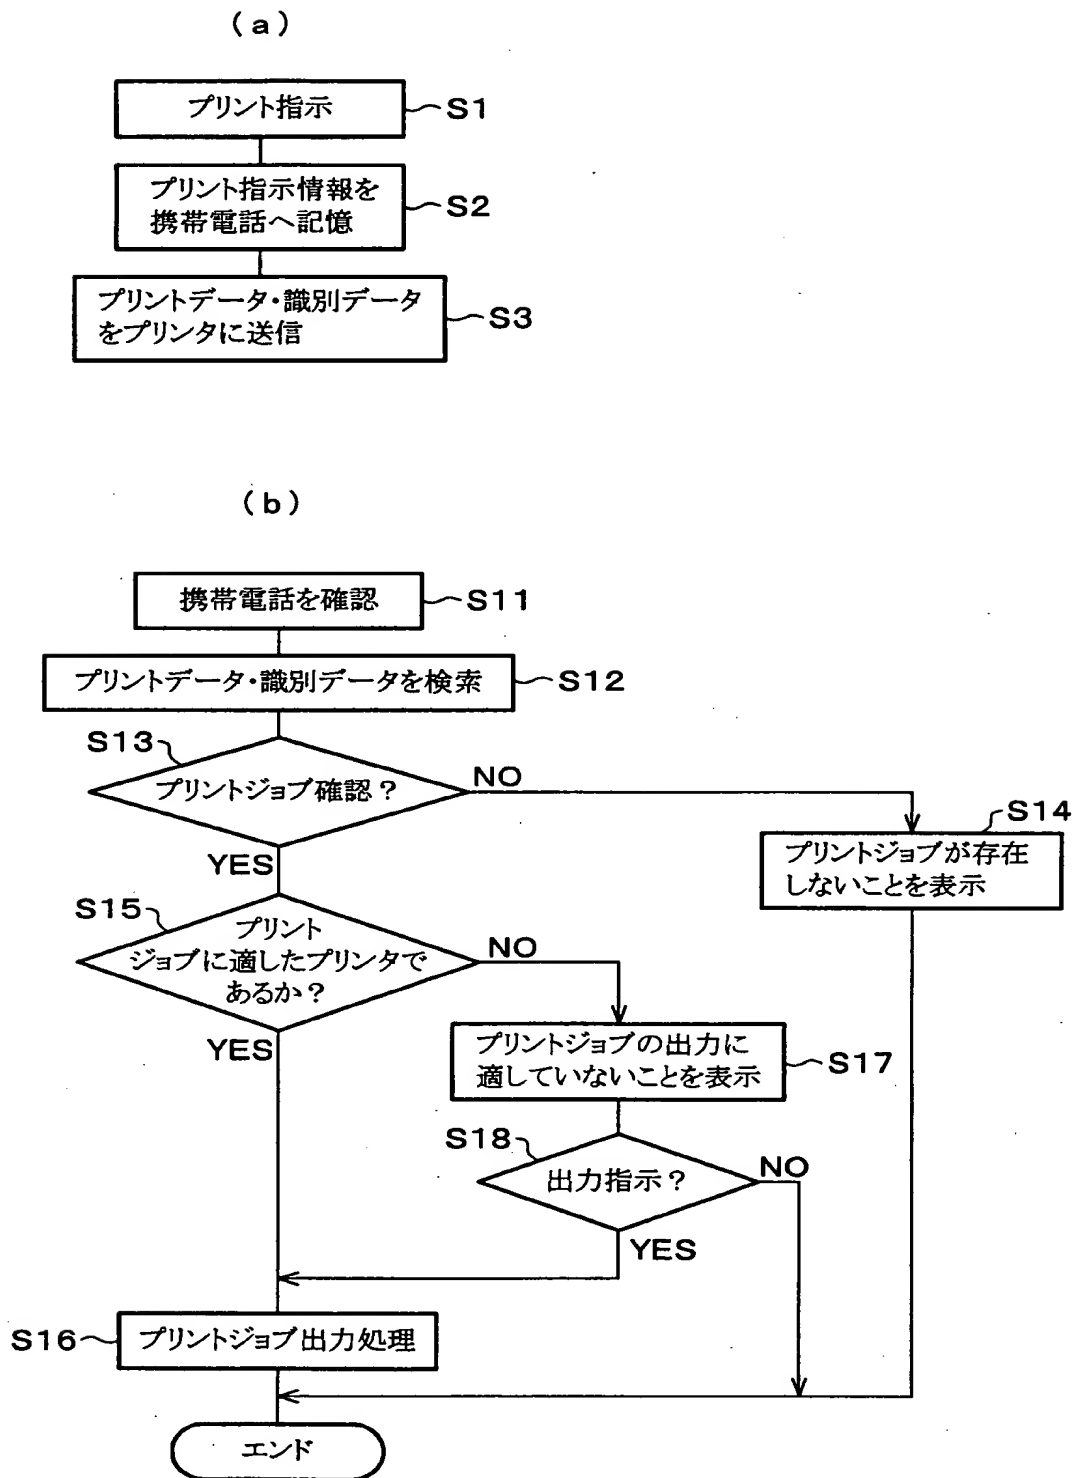 (a)
プリント指示
S1
プリント指示情報を
携帯電話へ記憶
S2
プリントデータ・識別データ
をプリンタに送信
S3
(b)
携帯電話を確認
S11
プリントデータ・識別データを検索
S12
S13
プリントジョブ確認?
NO
YES
S14
プリントジョブが存在
しないことを表示
S15
プリント
ジョブに適したプリンタで
あるか?
NO
YES
プリントジョブの出力に
適していないことを表示
S17
S18
出力指示?
NO
YES
S16
プリントジョブ出力処理
エンド